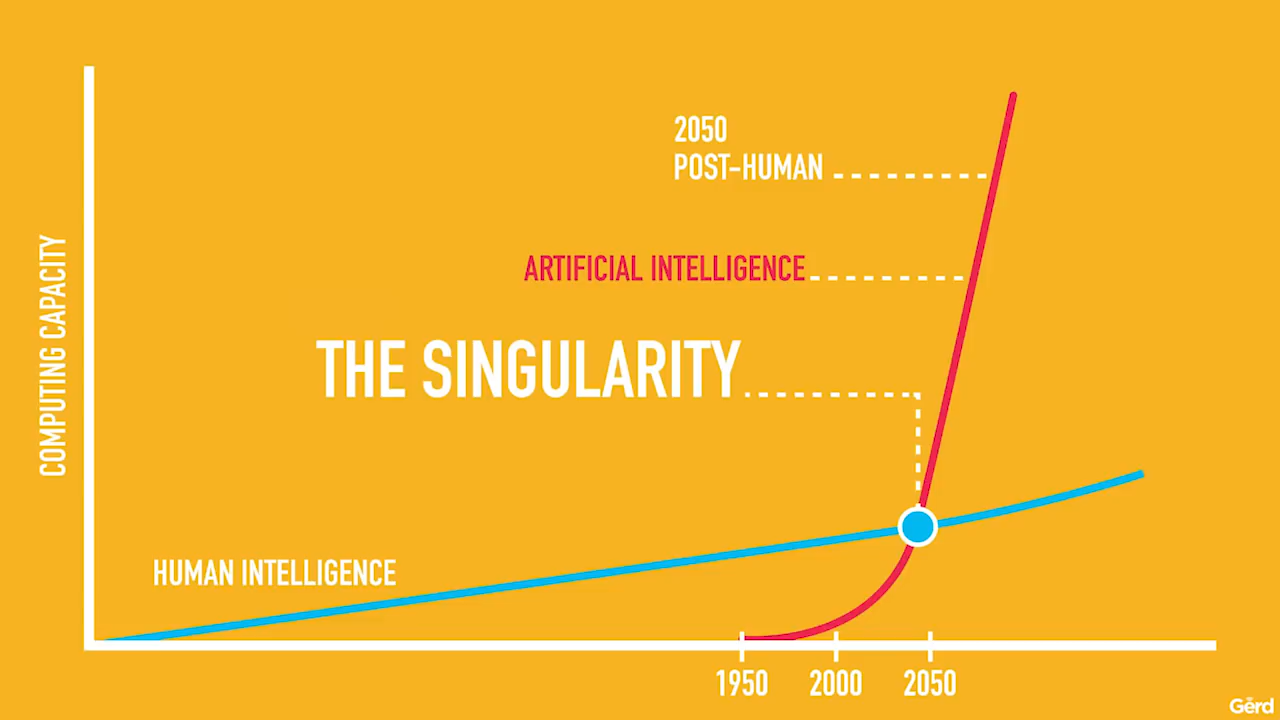 2050
POST-HUMAN
ARTIFICIAL INTELLIGENCE
THE SINGULARITY
COMPUTING CAPACITY
HUMAN INTELLIGENCE
1950 2000 2050
Gerd